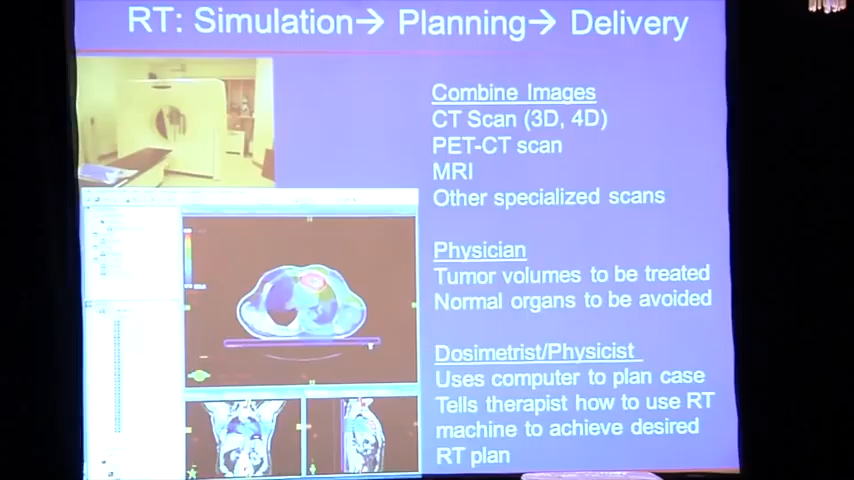 RT: Simulation→ Planning→ Delivery
Combine Images
CT Scan (3D, 4D)
PET-CT scan
MRI
Other specialized scans
Physician
Tumor volumes to be treated
Normal organs to be avoided
Dosimetrist/Physicist
Uses computer to plan case
Tells therapist how to use RT
machine to achieve desired
RT plan